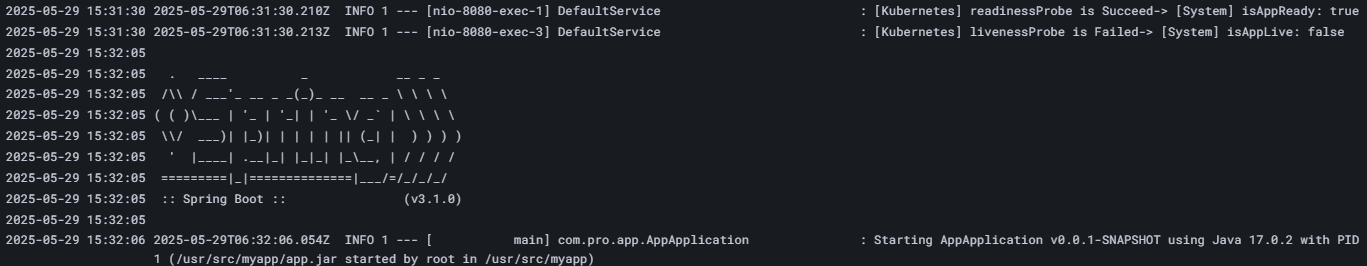 2025-05-29 15:31:30 2025-05-29T06:31:30.210Z  INFO 1 --- [nio-8080-exec-1] DefaultService                           : [Kubernetes] readinessProbe is Succeed-> [System] isAppReady: true
2025-05-29 15:31:30 2025-05-29T06:31:30.213Z  INFO 1 --- [nio-8080-exec-3] DefaultService                           : [Kubernetes] livenessProbe is Failed-> [System] isAppLive: false
2025-05-29 15:32:05
2025-05-29 15:32:05   .   ____          _            __ _ _
2025-05-29 15:32:05  /\\ / ___'_ __ _ _(_)_ __  __ _ \ \ \ \
2025-05-29 15:32:05 ( ( )\___ | '_ | '_| | '_ \/ _` | \ \ \ \
2025-05-29 15:32:05  \\/  ___)| |_)| | | | | || (_| |  ) ) ) )
2025-05-29 15:32:05   '  |____| .__|_| |_|_| |_\__, | / / / /
2025-05-29 15:32:05  =========|_|==============|___/=/_/_/_/
2025-05-29 15:32:05  :: Spring Boot ::                (v3.1.0)
2025-05-29 15:32:05
2025-05-29 15:32:06 2025-05-29T06:32:06.054Z  INFO 1 --- [           main] com.pro.app.AppApplication               : Starting AppApplication v0.0.1-SNAPSHOT using Java 17.0.2 with PID
1 (/usr/src/myapp/app.jar started by root in /usr/src/myapp)